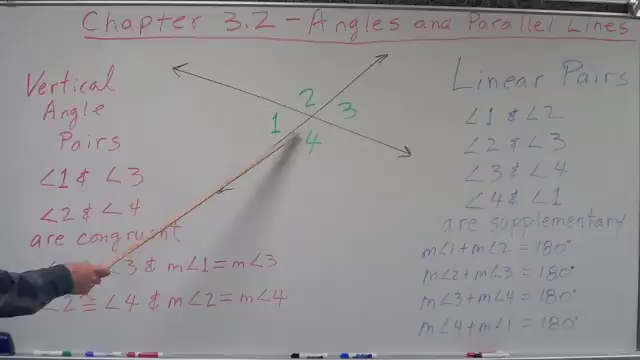 Chapter 3.2 - Angles and Parallel Lines
Vertical
Angle
Pairs
∠1 & ∠3
∠2 & ∠4
are congruent
∠3 & m∠1 = m∠3
∠2 ≅ ∠4 & m∠2 = m∠4
1
2
3
4
Linear Pairs
∠1 & ∠2
∠2 & ∠3
∠3 & ∠4
∠4 & ∠1
are supplementary
m∠1 + m∠2 = 180°
m∠2 + m∠3 = 180°
m∠3 + m∠4 = 180°
m∠4 + m∠1 = 180°